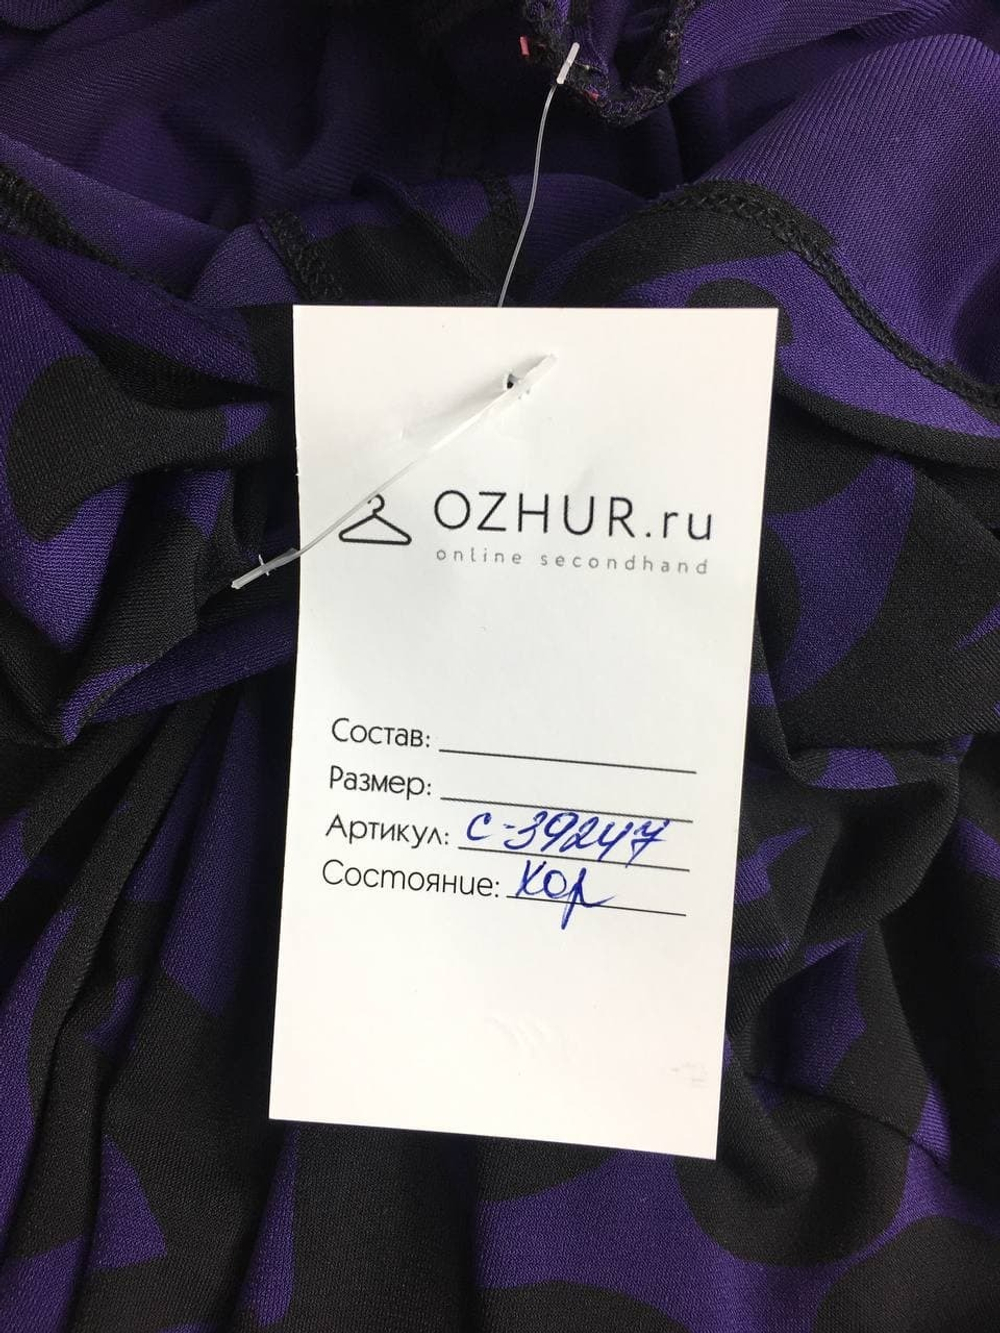 OZHUR.ru
online secondhand
Состав:
Размер:
Артикул: С-39247
Состояние: Хор